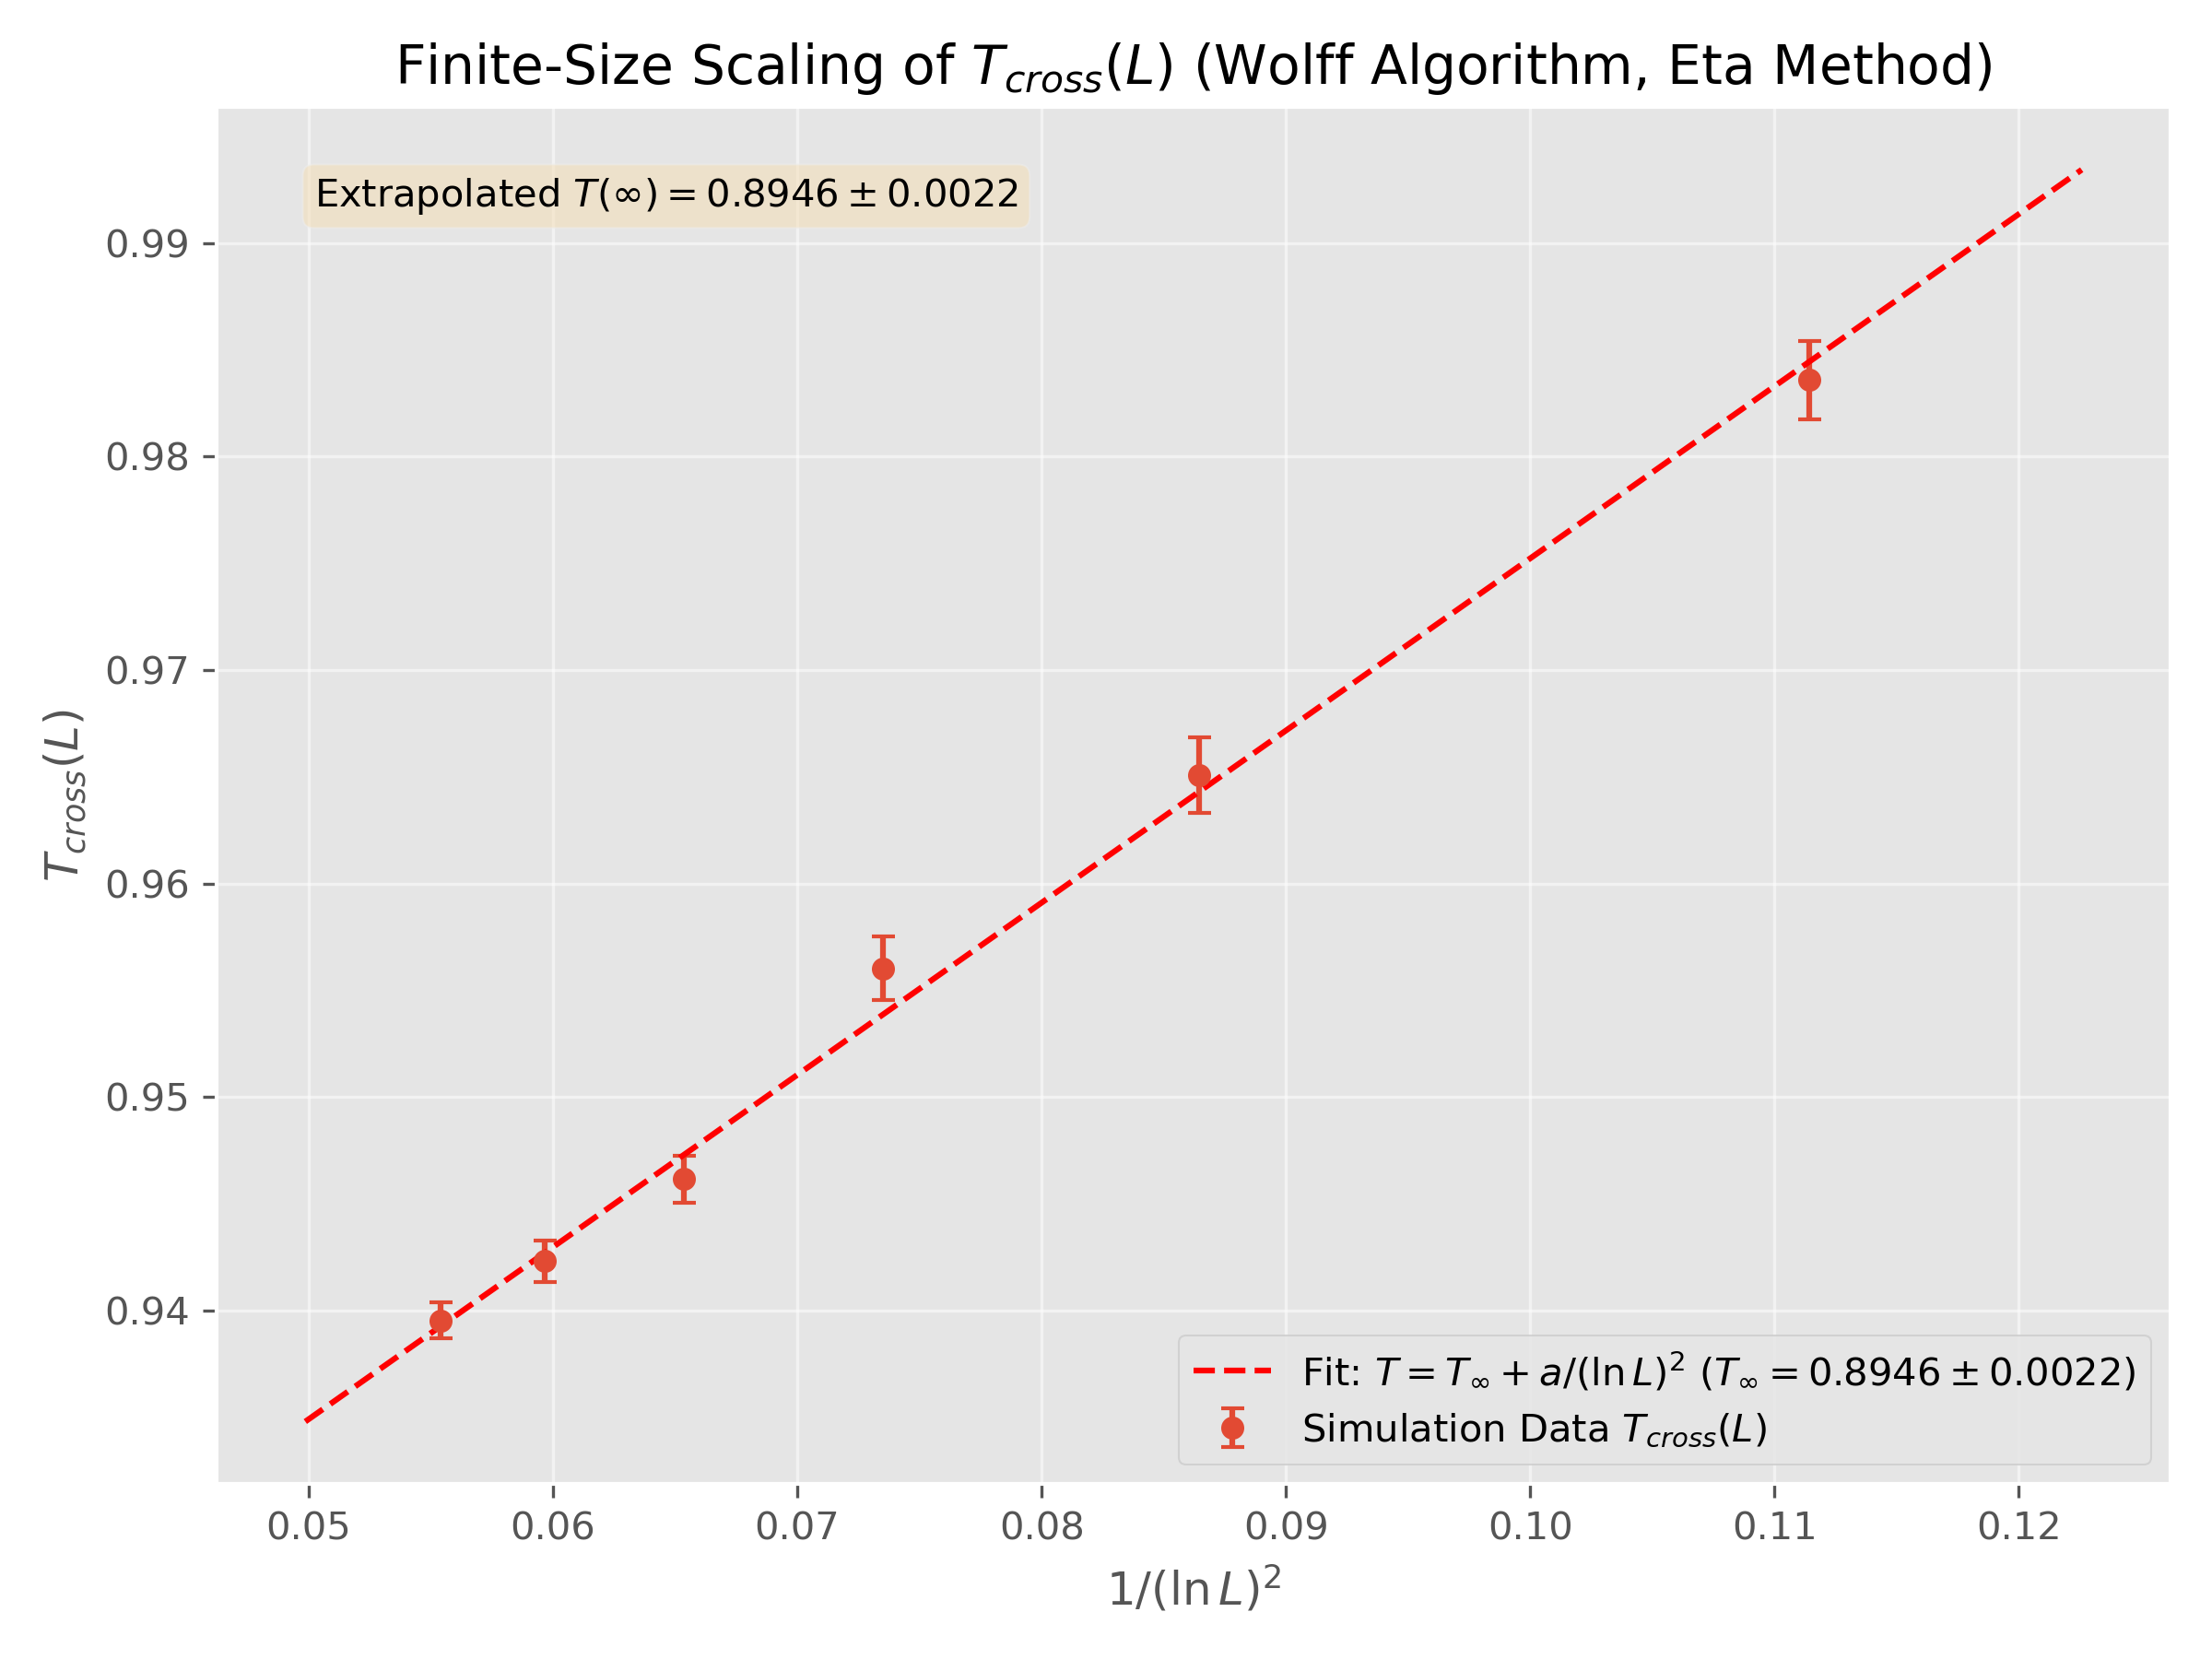 Finite-Size Scaling of T_cross(L) (Wolff Algorithm, Eta Method)
Extrapolated T(∞) = 0.8946 ± 0.0022
0.99
0.98
0.97
0.96
0.95
0.94
T_cross(L)
Fit: T = T_∞ + a/(ln L)² (T_∞ = 0.8946 ± 0.0022)
Simulation Data T_cross(L)
0.05 0.06 0.07 0.08 0.09 0.10 0.11 0.12
1/(ln L)²